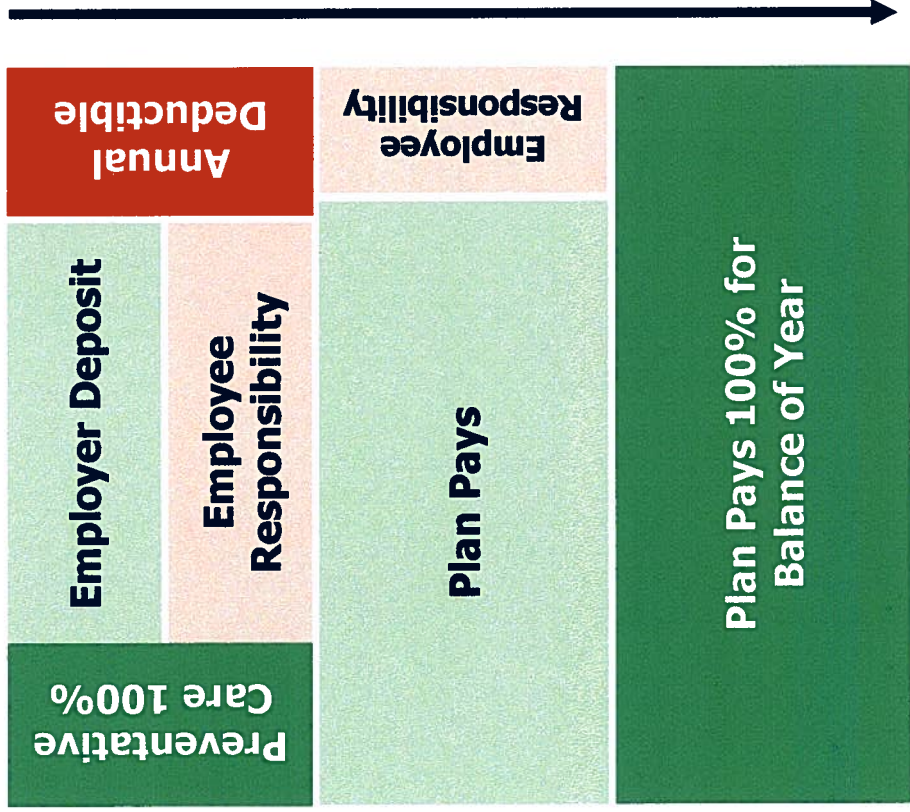 Annual
Deductible
Employee
Responsibility
Employer Deposit
Employee
Responsibility
Plan Pays
Plan Pays 100% for
Balance of Year
Preventative
Care 100%